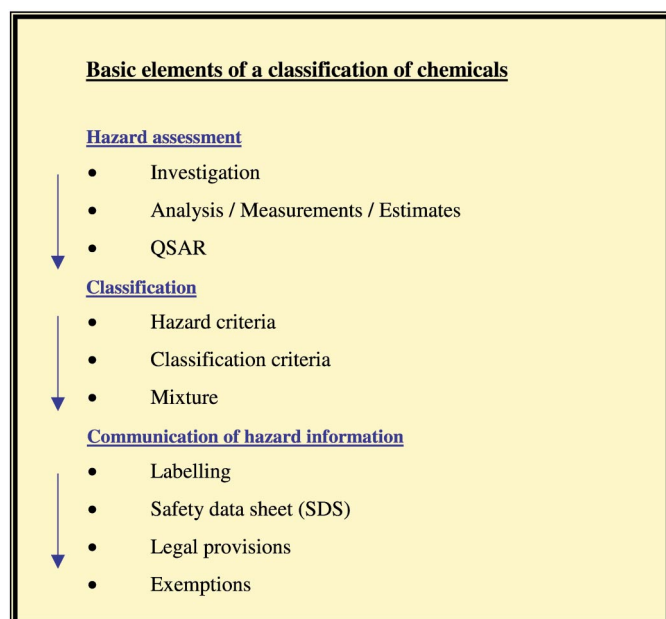 Basic elements of a classification of chemicals
Hazard assessment
• Investigation
• Analysis / Measurements / Estimates
• QSAR
Classification
• Hazard criteria
• Classification criteria
• Mixture
Communication of hazard information
• Labelling
• Safety data sheet (SDS)
• Legal provisions
• Exemptions